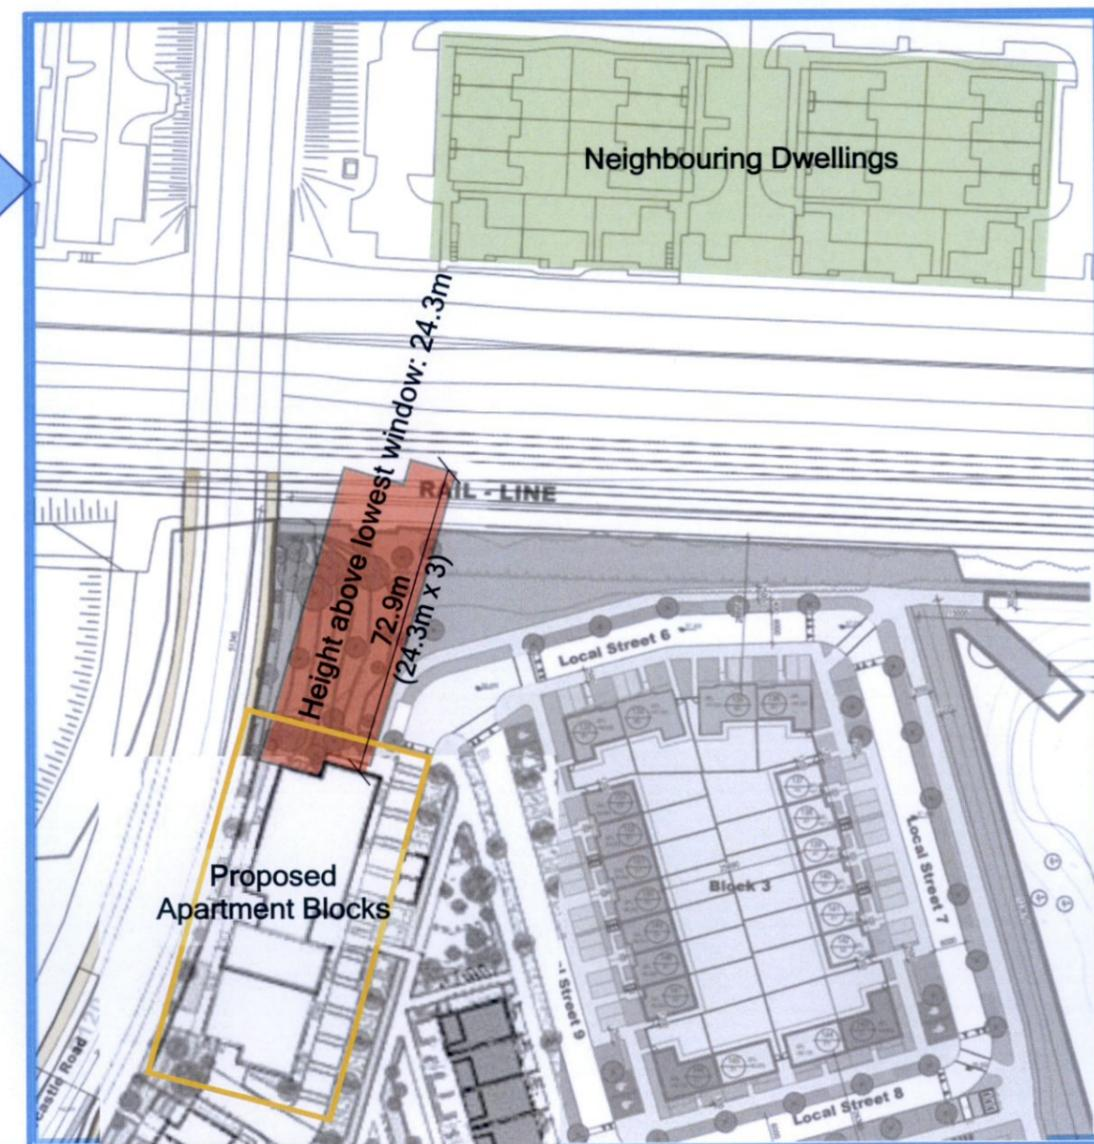 Neighbouring Dwellings
Height above lowest window: 24.3m
RAIL - LINE
72.9m
(24.3m x 3)
Local Street 6
Local Street 7
Block 3
Proposed
Apartment Blocks
Street 9
Castle Road
Local Street 8